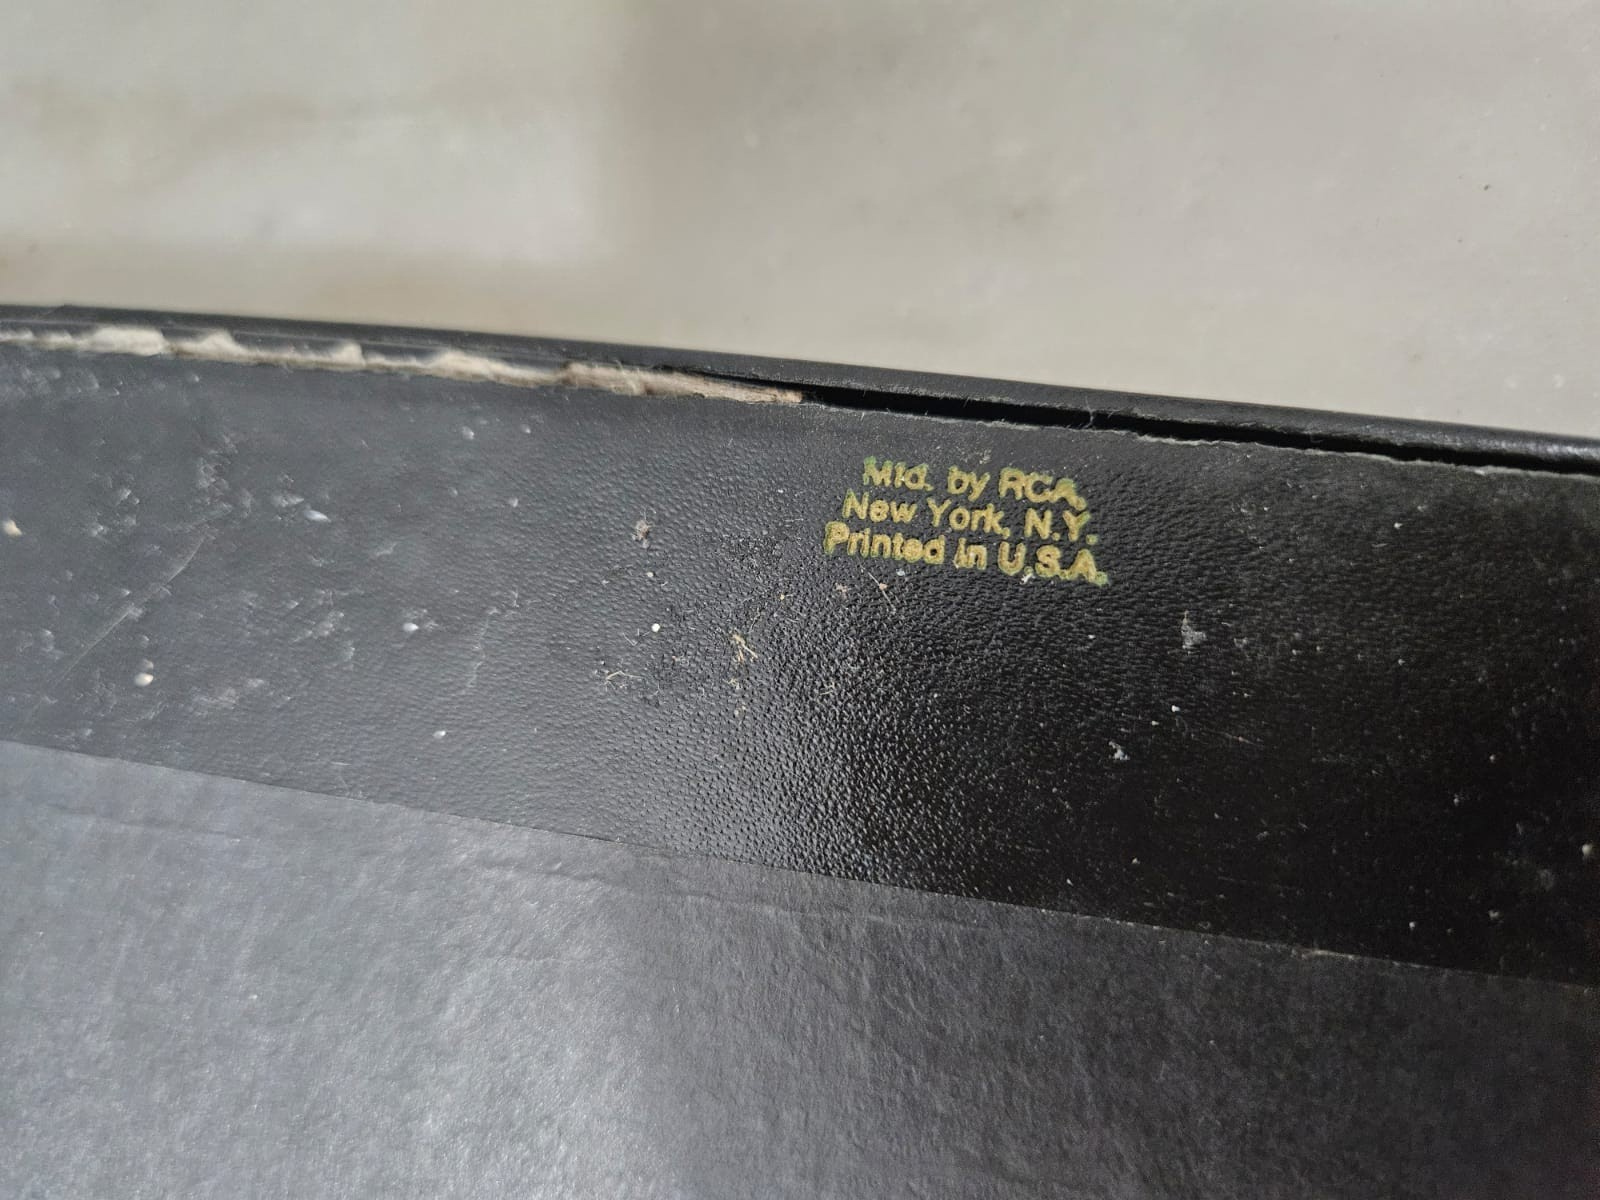 Mfd. by RCA,
New York, N.Y.
Printed in U.S.A.